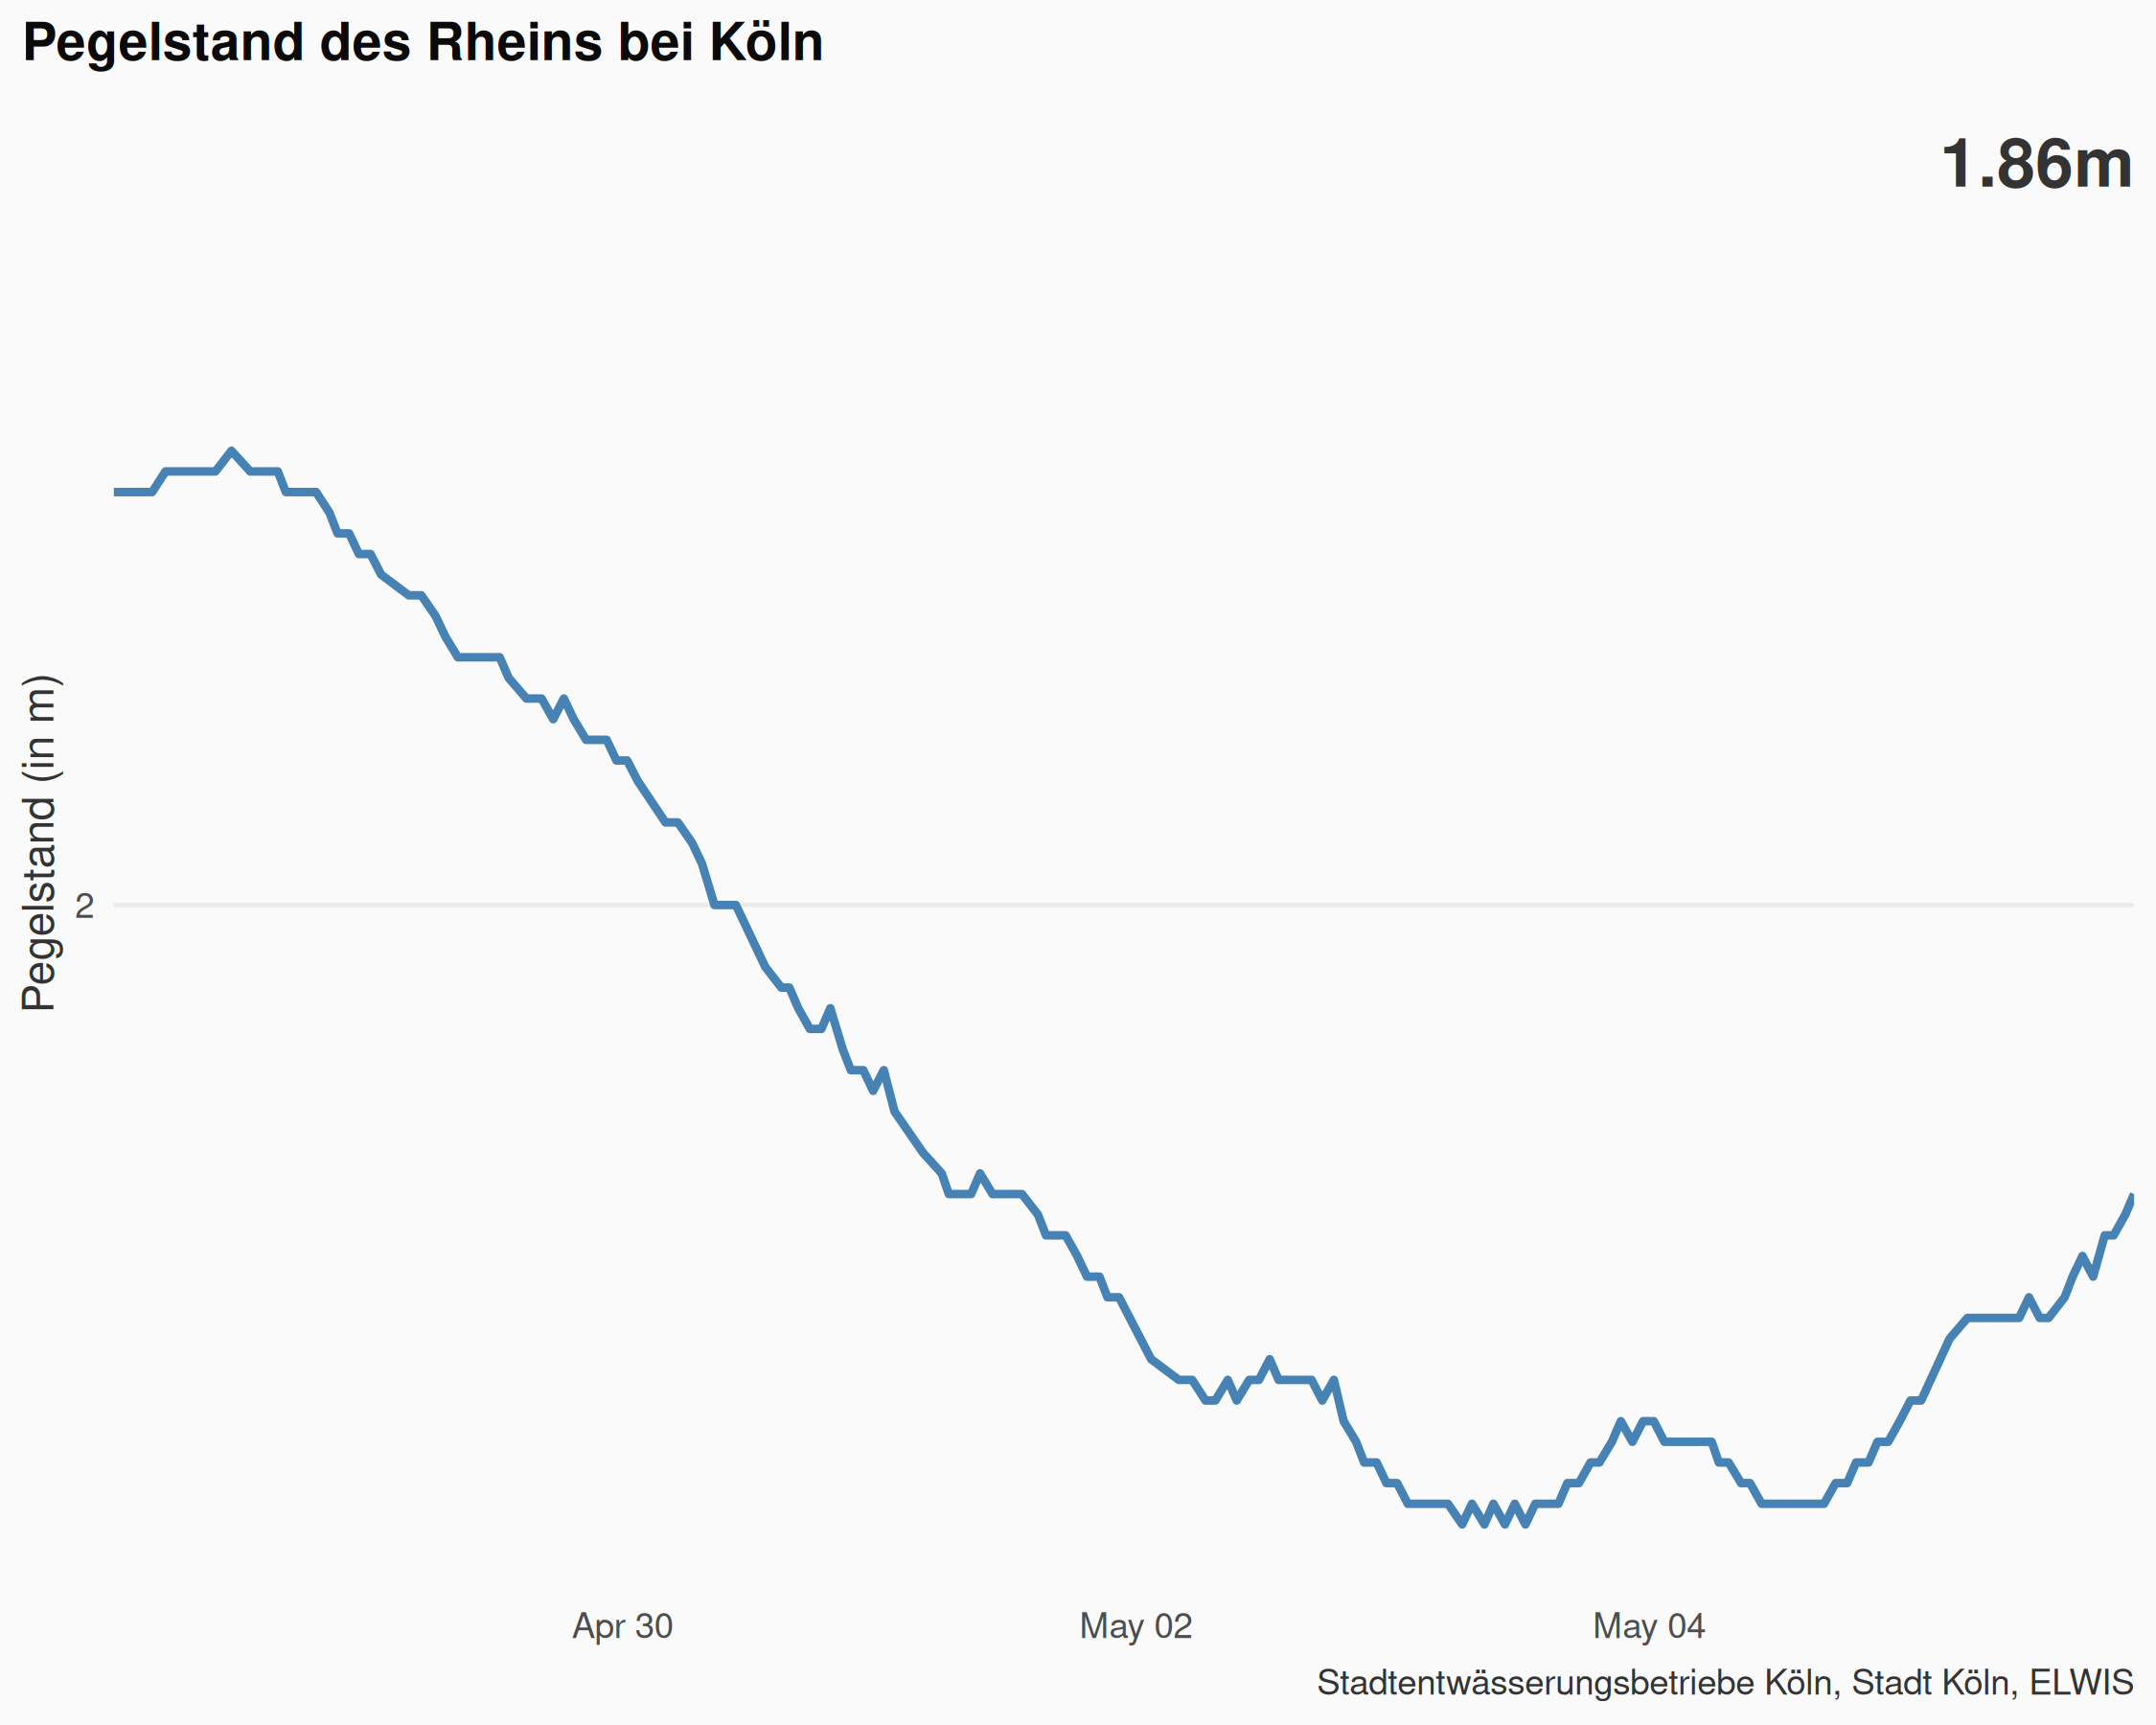 Pegelstand des Rheins bei Köln
1.86m
Pegelstand (in m)
2
Apr 30
May 02
May 04
Stadtentwässerungsbetriebe Köln, Stadt Köln, ELWIS